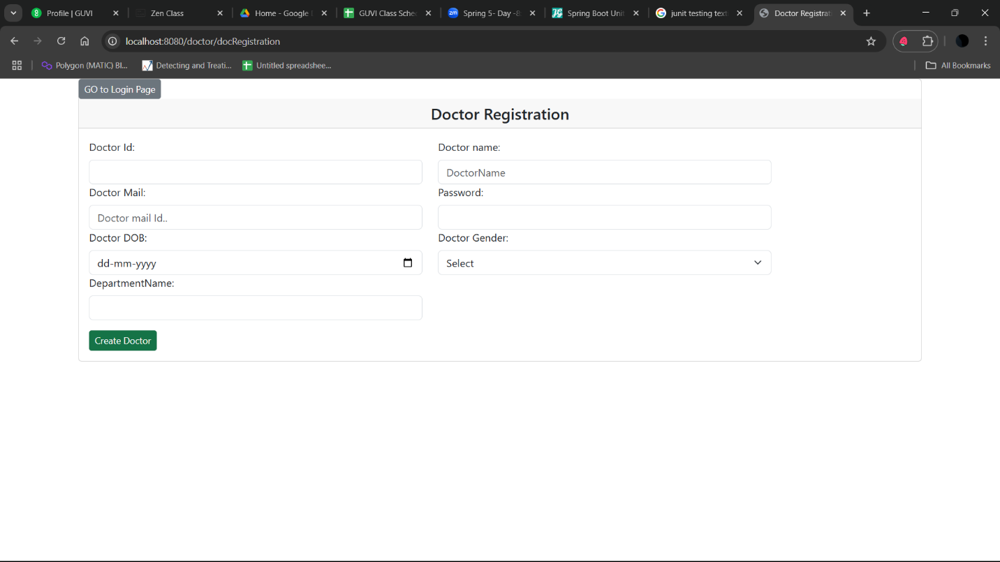 Profile | GUVI
Zen Class
Home - Google
GUVI Class Sche
Spring 5- Day -8
Spring Boot Unit
junit testing text
Doctor Registrat
localhost:8080/doctor/docRegistration
Polygon (MATIC) Bl...
Detecting and Treati...
Untitled spreadshee...
All Bookmarks
GO to Login Page
Doctor Registration
Doctor Id:
Doctor name:
DoctorName
Doctor Mail:
Password:
Doctor mail Id..
Doctor DOB:
Doctor Gender:
dd-mm-yyyy
Select
DepartmentName:
Create Doctor